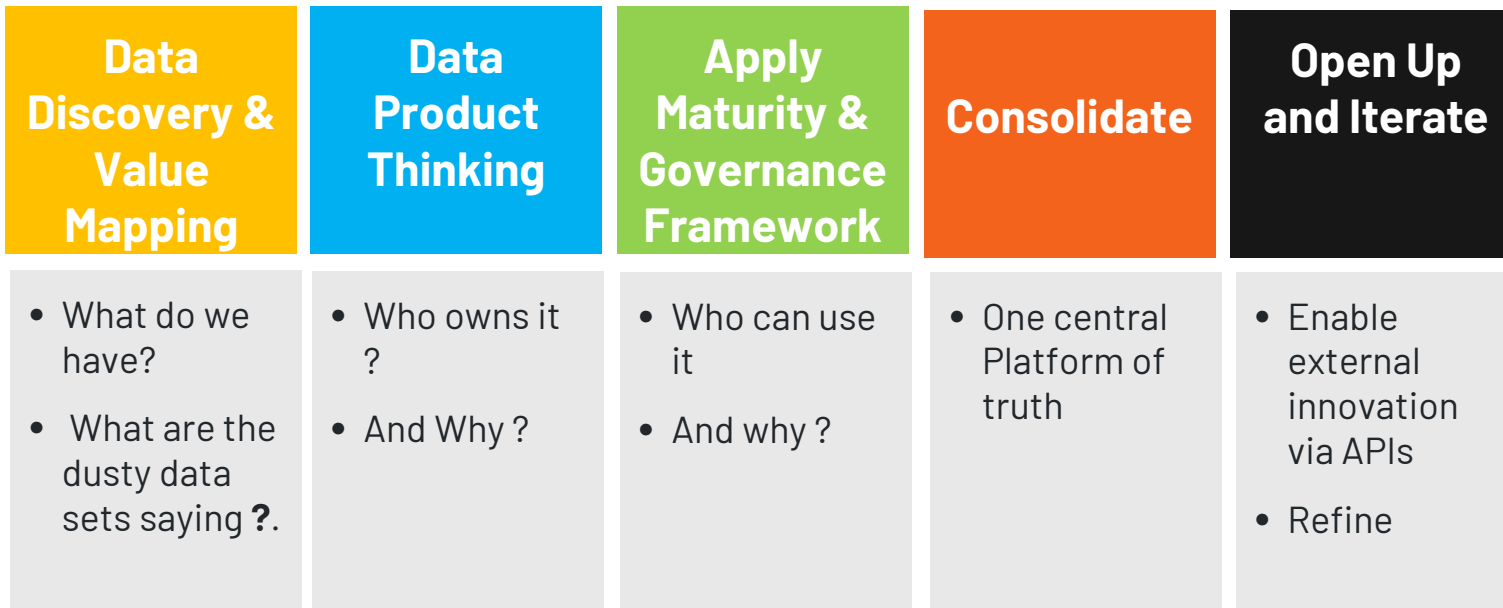 Data
Discovery &
Value
Mapping
• What do we
have?
• What are the
dusty data
sets saying ?.
Data
Product
Thinking
• Who owns it
?
• And Why ?
Apply
Maturity &
Governance
Framework
• Who can use
it
• And why ?
Consolidate
• One central
Platform of
truth
Open Up
and Iterate
• Enable
external
innovation
via APIs
• Refine